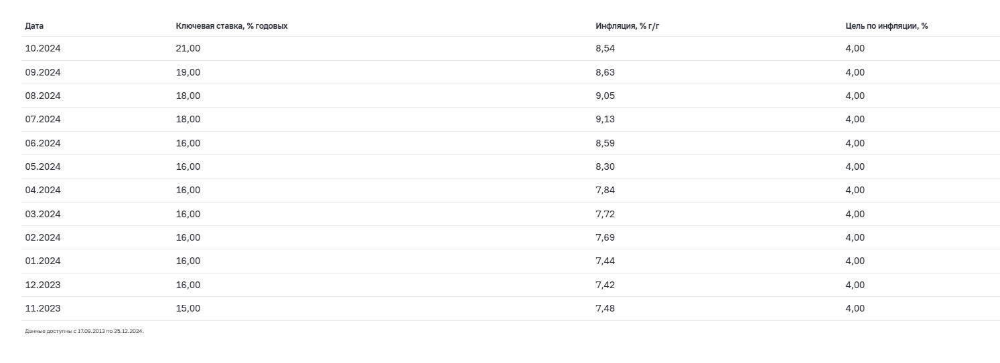 Дата Ключевая ставка, % годовых Инфляция, % г/г Цель по инфляции, %
10.2024 21,00 8,54 4,00
09.2024 19,00 8,63 4,00
08.2024 18,00 9,05 4,00
07.2024 18,00 9,13 4,00
06.2024 16,00 8,59 4,00
05.2024 16,00 8,30 4,00
04.2024 16,00 7,84 4,00
03.2024 16,00 7,72 4,00
02.2024 16,00 7,69 4,00
01.2024 16,00 7,44 4,00
12.2023 16,00 7,42 4,00
11.2023 15,00 7,48 4,00
Данные доступны с 17.09.2013 по 25.12.2024.